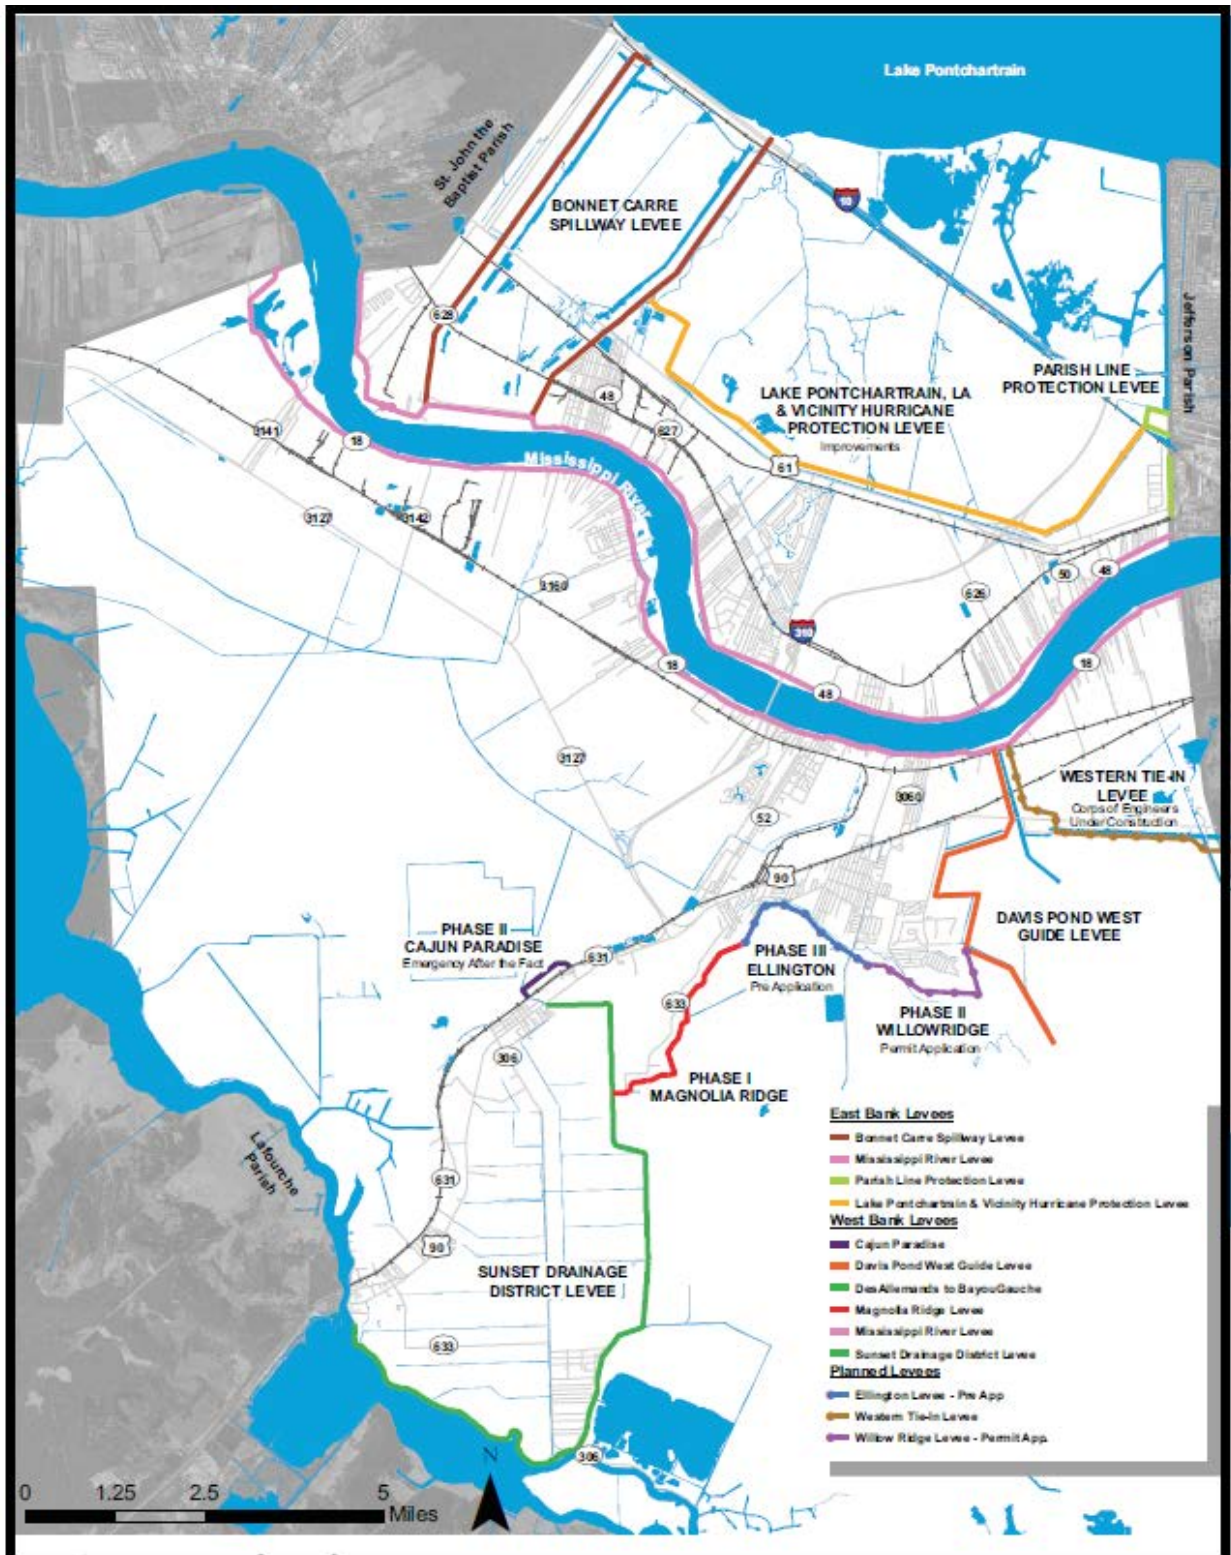 Lake Pontchartrain
St. John the
Baptist Parish
BONNET CARRE
SPILLWAY LEVEE
10
Jefferson Parish
628
PARISH LINE
PROTECTION LEVEE
LAKE PONTCHARTRAIN, LA
& VICINITY HURRICANE
PROTECTION LEVEE
Improvements
48
627
3141
18
61
Mississippi River
3127
3142
50
48
3160
626
310
18
18
48
3127
WESTERN TIE-IN
LEVEE
Corps of Engineers
Under Construction
3060
52
90
PHASE II
CAJUN PARADISE
Emergency After the Fact
DAVIS POND WEST
GUIDE LEVEE
631
PHASE III
ELLINGTON
Pre Application
633
PHASE II
WILLOWRIDGE
Permit Application
306
PHASE I
MAGNOLIA RIDGE
Lafourche
Parish
631
90
SUNSET DRAINAGE
DISTRICT LEVEE
633
306
East Bank Levees
Bonnet Carre Spillway Levee
Mississippi River Levee
Parish Line Protection Levee
Lake Pontchartrain & Vicinity Hurricane Protection Levee
West Bank Levees
Cajun Paradise
Davis Pond West Guide Levee
DesAllemands to BayouGauche
Magnolia Ridge Levee
Mississippi River Levee
Sunset Drainage District Levee
Planned Levees
Ellington Levee - Pre App
Western Tie-In Levee
Willow Ridge Levee - Permit App.
N
0 1.25 2.5 5
Miles